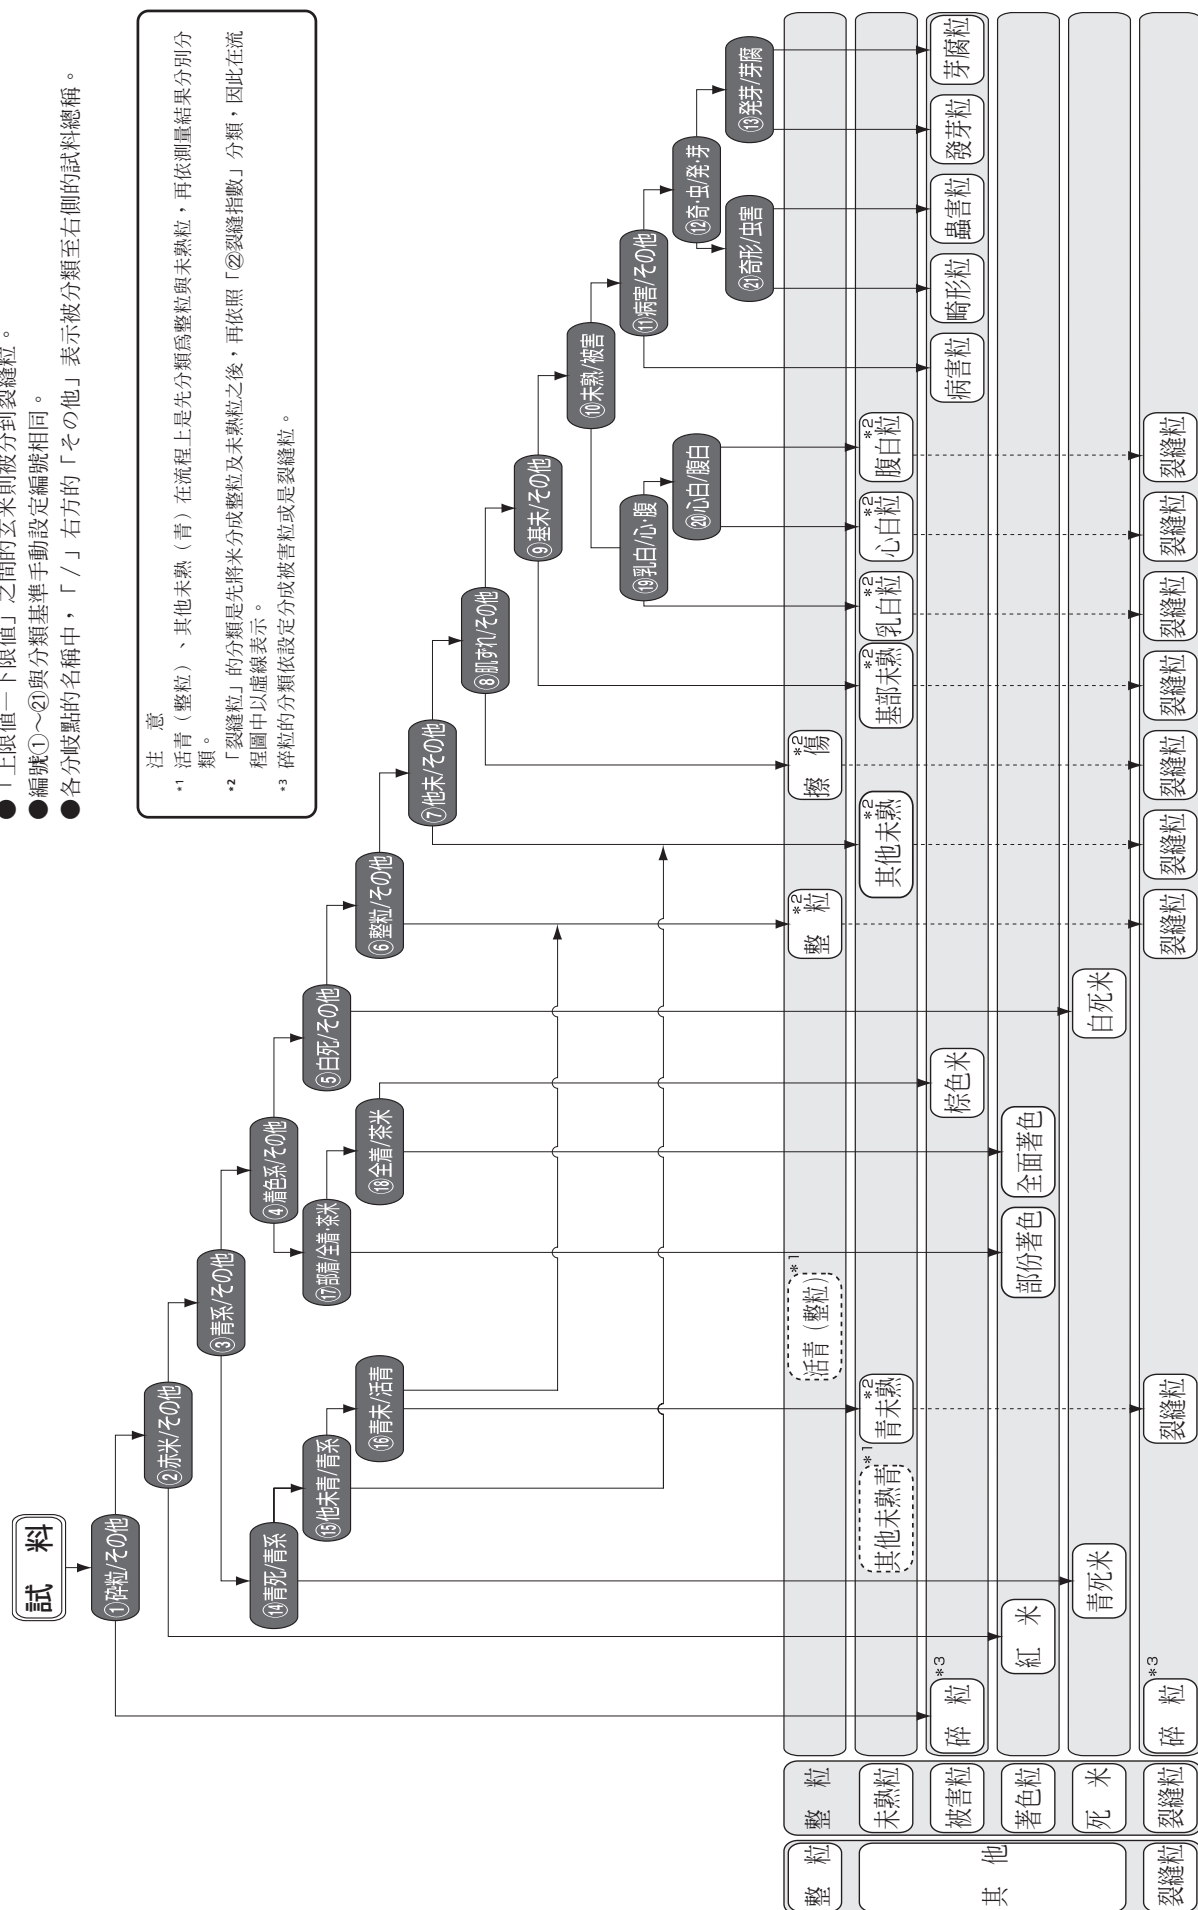 ●「上限值—下限值」之間的玄米則被分到裂縫粒。
●編號①～㉑與分類基準手動設定編號相同。
●各分岐點的名稱中，「/」右方的「その他」表示被分類至右側的試料總稱。
注　意
*1 活青（整粒）、其他未熟（青）在流程上是先分類爲整粒與未熟粒，再依測量結果分別分
類。
*2 「裂縫粒」的分類是先將米分成整粒及未熟粒之後，再依照「㉒裂縫指數」分類，因此在流
程圖中以虛線表示。
*3 碎粒的分類依設定分成被害粒或是裂縫粒。
試　料
①砕粒/その他
②赤米/その他
③青系/その他
④着色系/その他
⑤白死/その他
⑥整粒/その他
⑦他未/その他
⑧肌ずれ/その他
⑨基未/その他
⑩未熟/被害
⑪病害/その他
⑫奇・虫/発・芽
⑬発芽/芽腐
⑭青死/青系
⑮他未青/青系
⑯青未/活青
⑰部着/全着・茶米
⑱全着/茶米
⑲乳白/心・腹
⑳心白/腹白
㉑奇形/虫害
整　粒
整　粒
活青（整粒）*1
整　粒*2
擦　傷*2
其　他
未熟粒
其他未熟青*1
青未熟*2
其他未熟*2
基部未熟*2
乳白粒*2
心白粒*2
腹白粒*2
被害粒
碎　粒*3
棕色米
病害粒
畸形粒
蟲害粒
發芽粒
芽腐粒
著色粒
紅　米
部份著色
全面著色
死　米
青死米
白死米
裂縫粒
裂縫粒
碎　粒*3
裂縫粒
裂縫粒
裂縫粒
裂縫粒
裂縫粒
裂縫粒
裂縫粒
裂縫粒